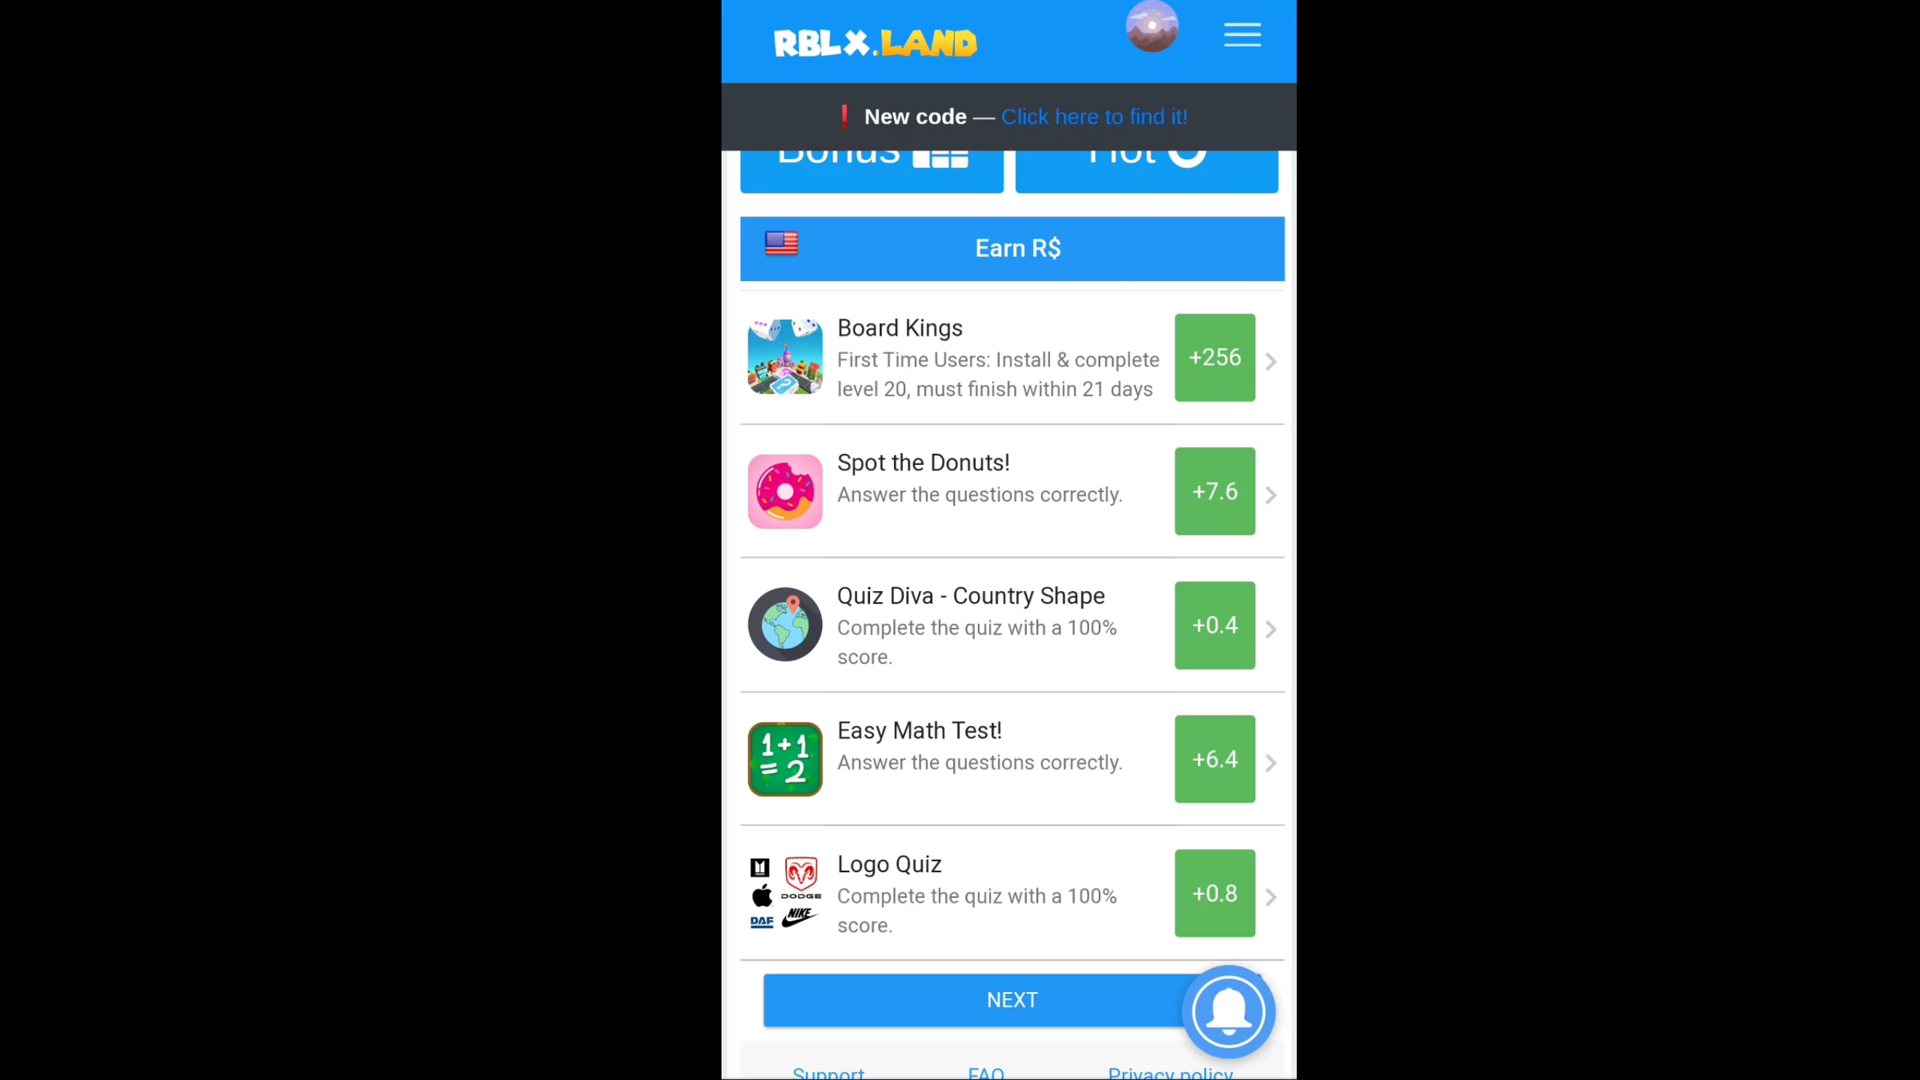 RBLX.LAND
❗ New code — Click here to find it!
Bonus Hot
Earn R$
Board Kings
First Time Users: Install & complete
level 20, must finish within 21 days
+256
Spot the Donuts!
Answer the questions correctly.
+7.6
Quiz Diva - Country Shape
Complete the quiz with a 100%
score.
+0.4
1+1
= 2
Easy Math Test!
Answer the questions correctly.
+6.4
DODGE
DAF NIKE
Logo Quiz
Complete the quiz with a 100%
score.
+0.8
NEXT
Support FAQ Privacy policy